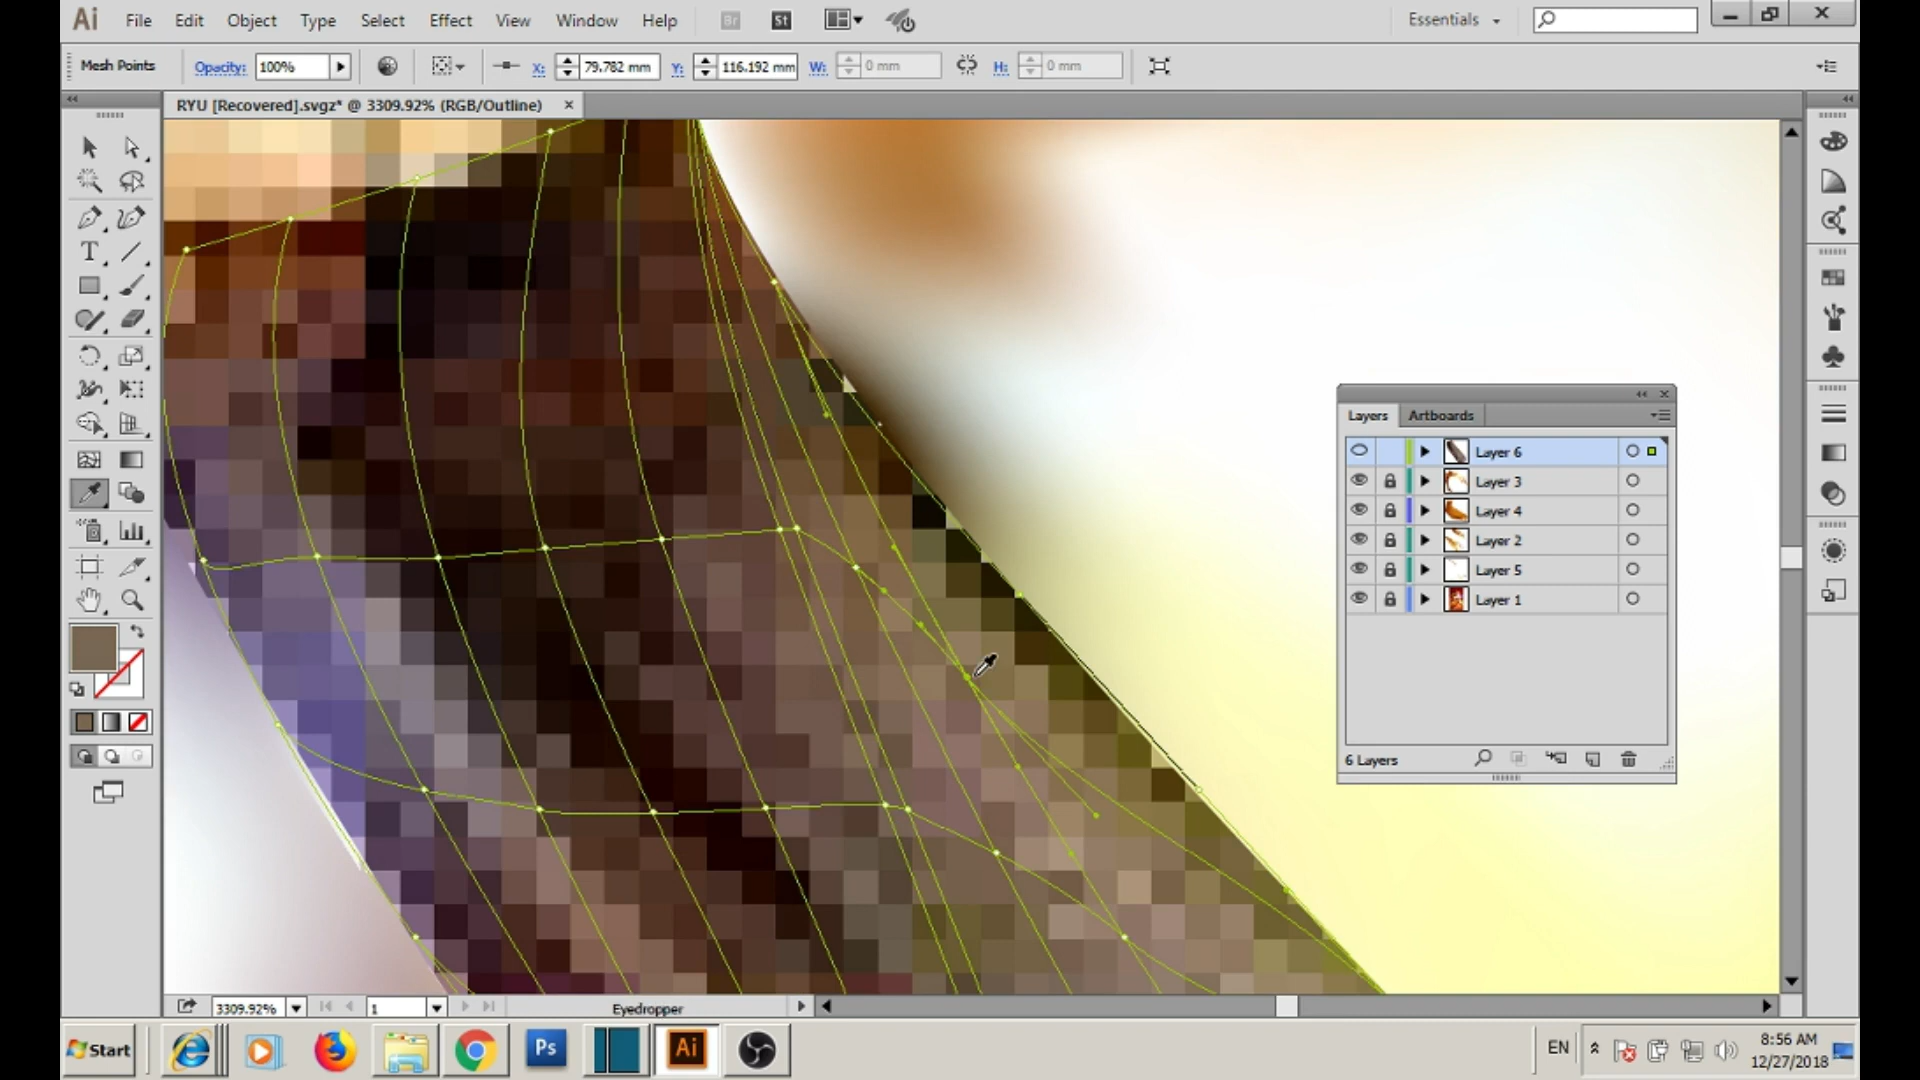 Ai File Edit Object Type Select Effect View Window Help Br St Essentials
Mesh Points Opacity: 100% X: 79.782 mm Y: 116.192 mm W: 0 mm H: 0 mm
RYU [Recovered].svgz* @ 3309.92% (RGB/Outline)
T
Layers Artboards
Layer 6
Layer 3
Layer 4
Layer 2
Layer 5
Layer 1
6 Layers
3309.92% 1 Eyedropper
Start Ps Ai EN 8:56 AM
12/27/2018